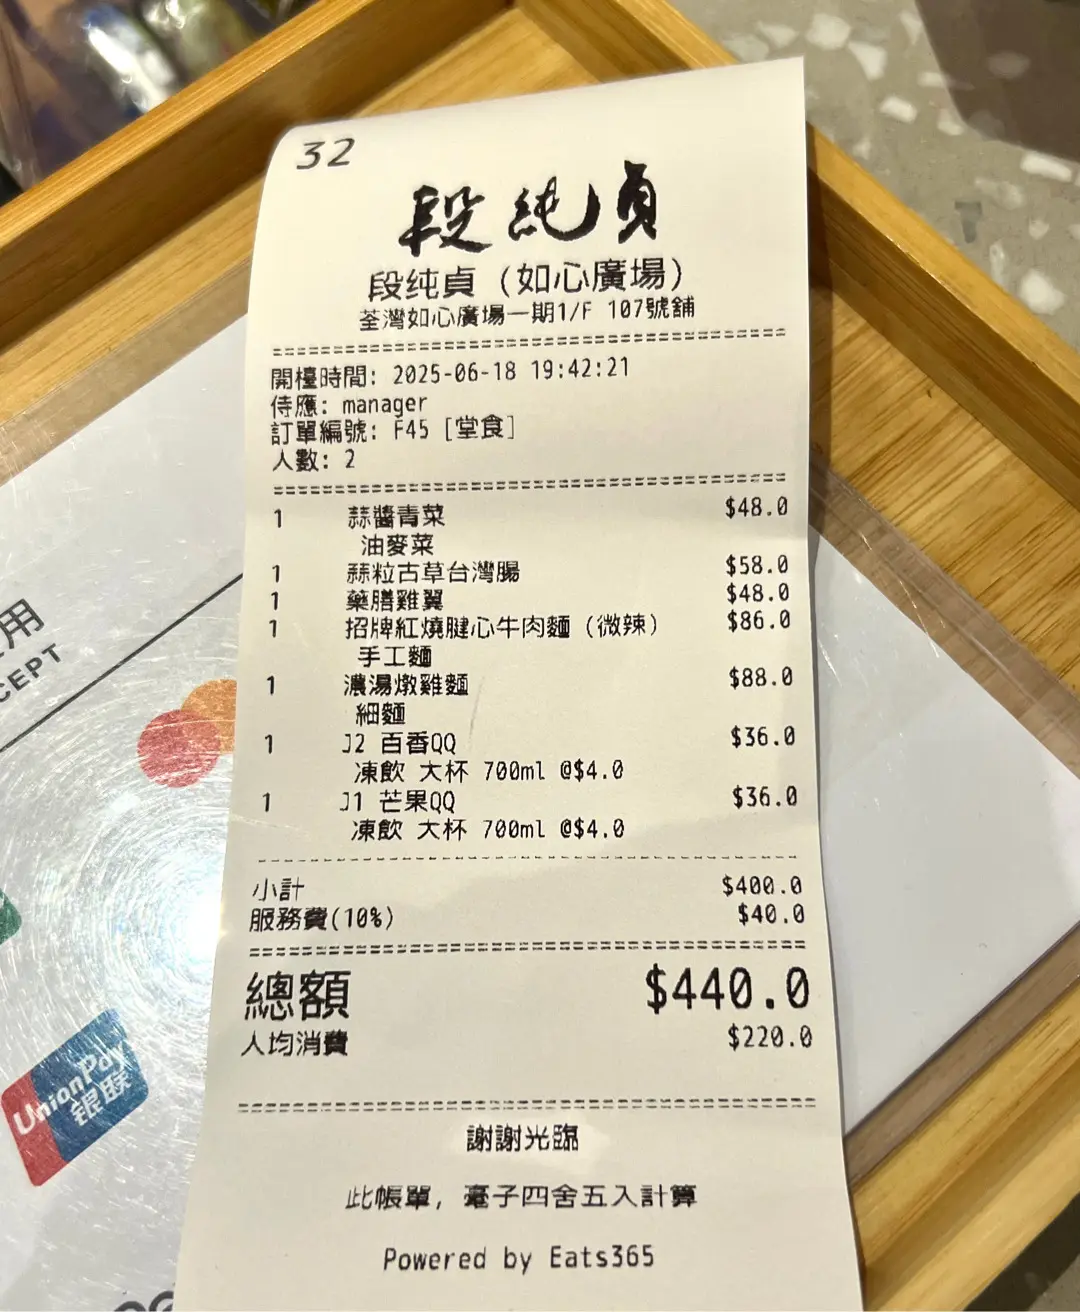 32
段純貞
段纯貞 (如心廣場)
荃灣如心廣場一期1/F 107號舖
開檯時間: 2025-06-18 19:42:21
侍應: manager
訂單編號: F45 [堂食]
人數: 2
1 蒜醬青菜 $48.0
油麥菜
1 蒜粒古草台灣腸 $58.0
1 藥膳雞翼 $48.0
1 招牌紅燒腱心牛肉麵 (微辣) $86.0
手工麵
1 濃湯燉雞麵 $88.0
細麵
1 J2 百香QQ $36.0
凍飲 大杯 700ml @$4.0
1 J1 芒果QQ $36.0
凍飲 大杯 700ml @$4.0
小計 $400.0
服務費(10%) $40.0
總額 $440.0
人均消費 $220.0
謝謝光臨
此帳單, 毫子四舍五入計算
Powered by Eats365
用
CEPT
UnionPay
银联